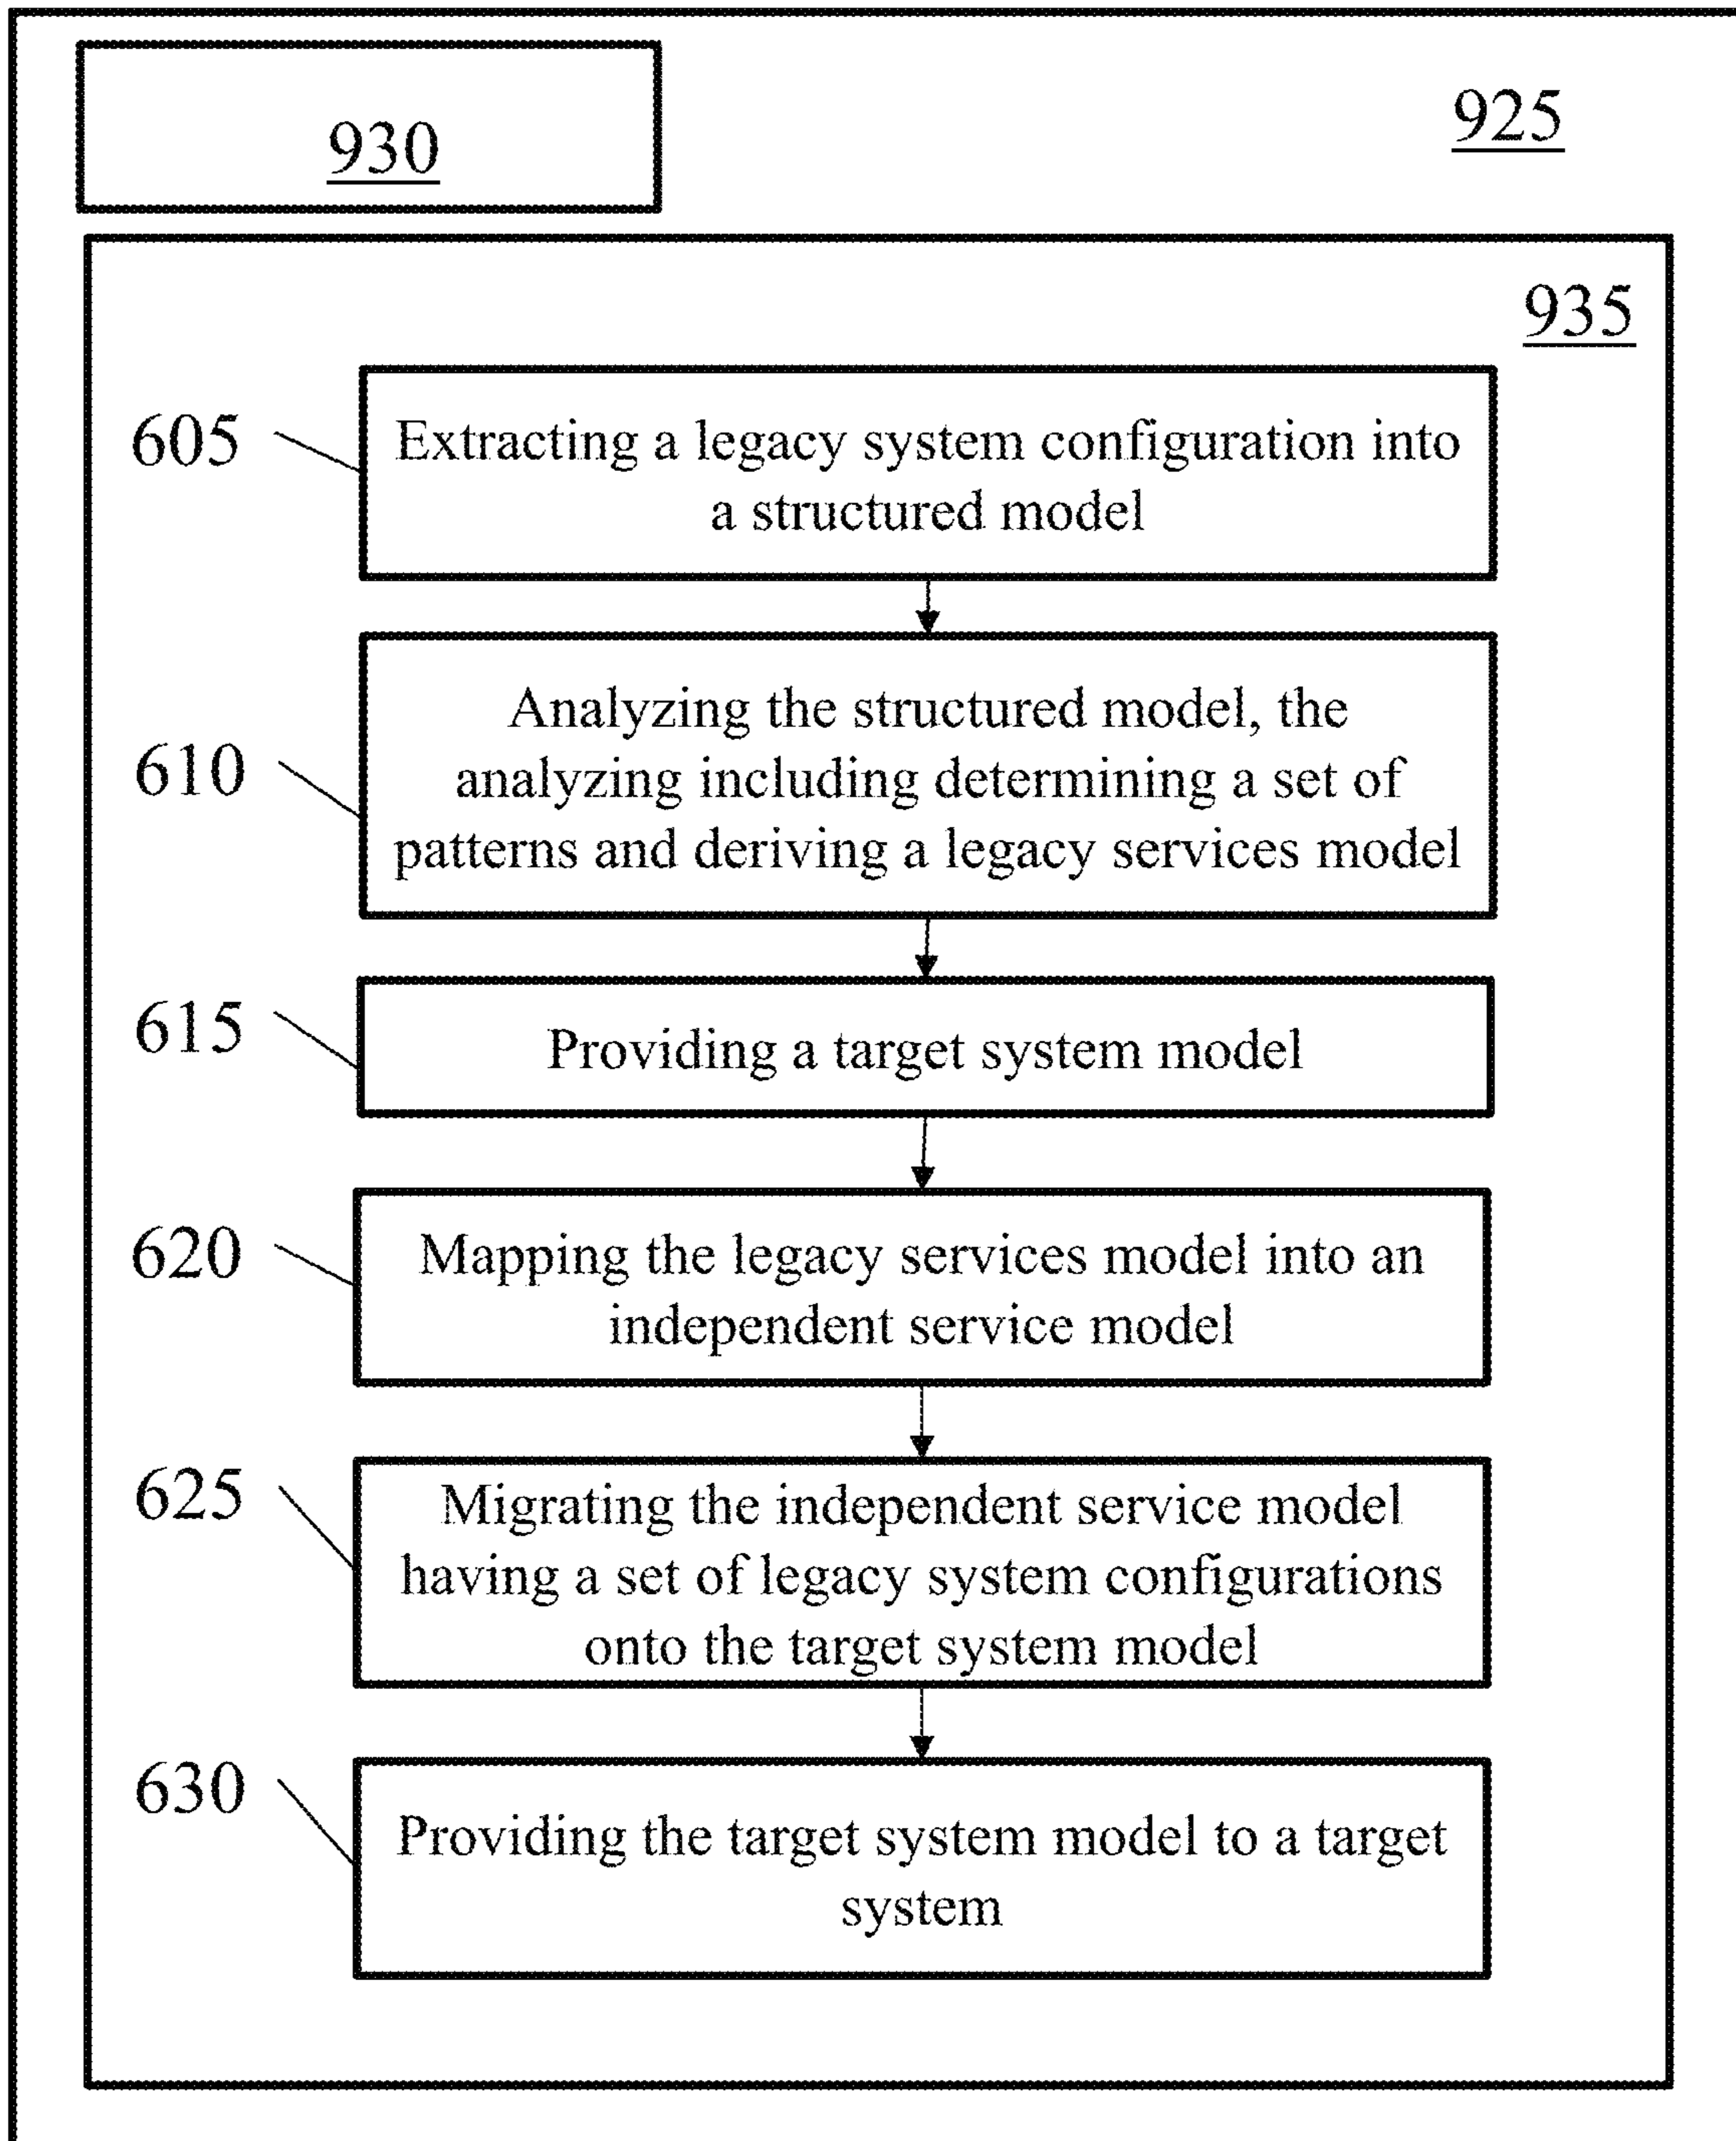 930
925
935
605
Extracting a legacy system configuration into
a structured model
610
Analyzing the structured model, the
analyzing including determining a set of
patterns and deriving a legacy services model
615
Providing a target system model
620
Mapping the legacy services model into an
independent service model
625
Migrating the independent service model
having a set of legacy system configurations
onto the target system model
630
Providing the target system model to a target
system